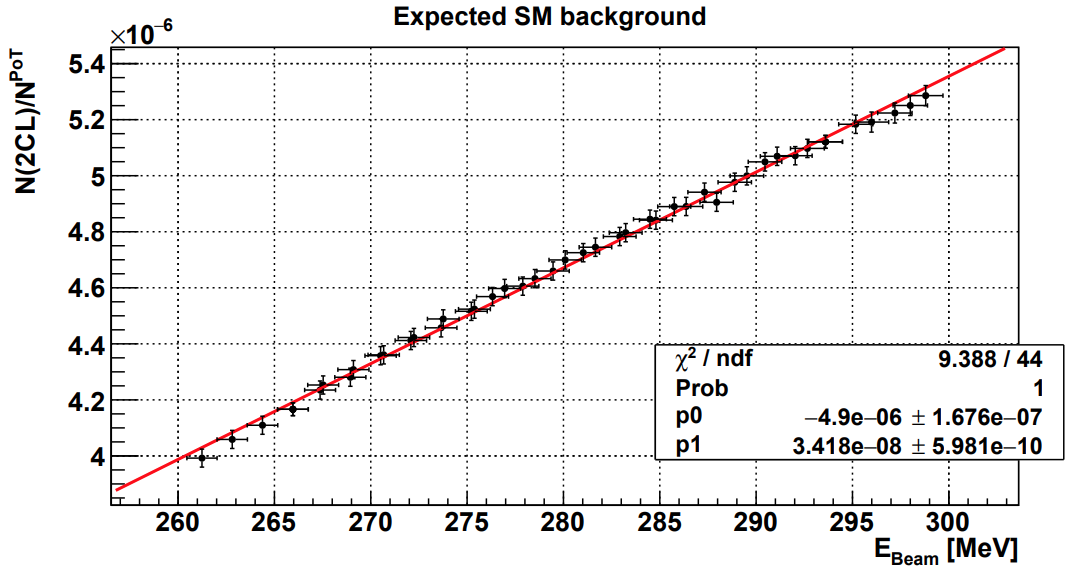 Expected SM background
×10⁻⁶
N(2CL)/N^PoT
5.4
5.2
5
4.8
4.6
4.4
4.2
4
χ² / ndf 9.388 / 44
Prob 1
p0 −4.9e−06 ± 1.676e−07
p1 3.418e−08 ± 5.981e−10
260 265 270 275 280 285 290 295 300
E_Beam [MeV]